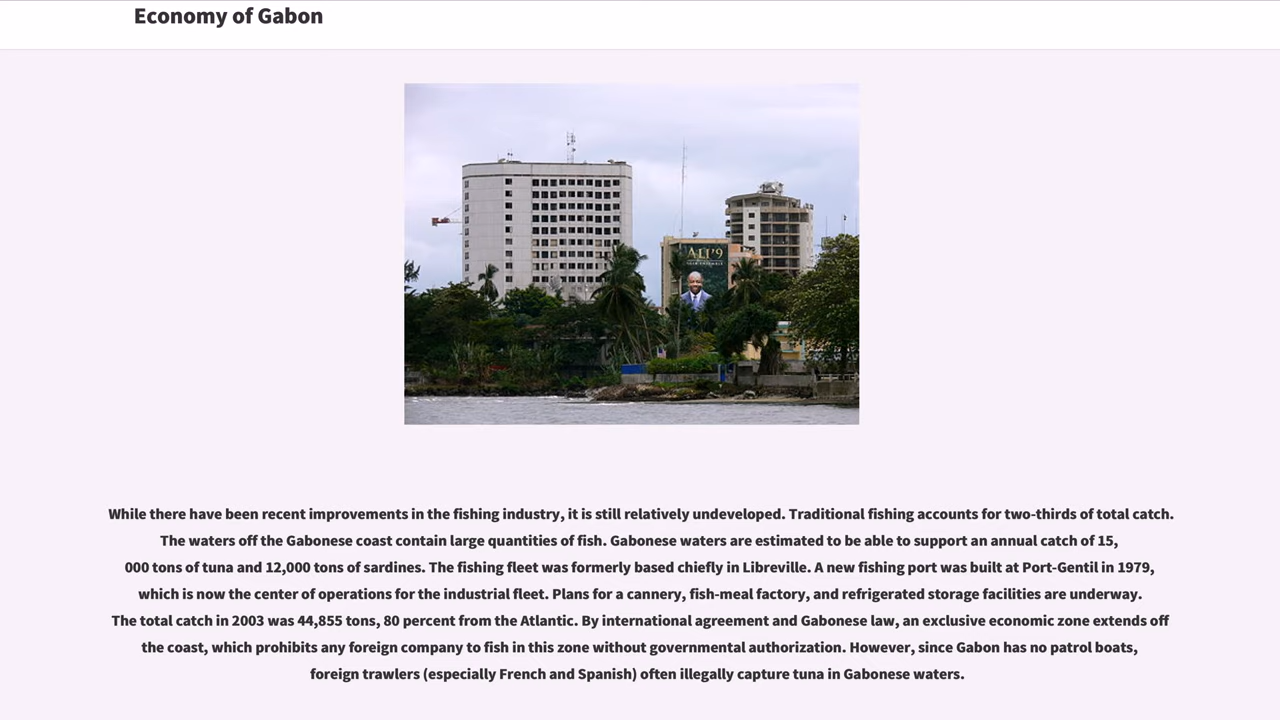 Economy of Gabon
ALI'9
While there have been recent improvements in the fishing industry, it is still relatively undeveloped. Traditional fishing accounts for two-thirds of total catch.
The waters off the Gabonese coast contain large quantities of fish. Gabonese waters are estimated to be able to support an annual catch of 15,
000 tons of tuna and 12,000 tons of sardines. The fishing fleet was formerly based chiefly in Libreville. A new fishing port was built at Port-Gentil in 1979,
which is now the center of operations for the industrial fleet. Plans for a cannery, fish-meal factory, and refrigerated storage facilities are underway.
The total catch in 2003 was 44,855 tons, 80 percent from the Atlantic. By international agreement and Gabonese law, an exclusive economic zone extends off
the coast, which prohibits any foreign company to fish in this zone without governmental authorization. However, since Gabon has no patrol boats,
foreign trawlers (especially French and Spanish) often illegally capture tuna in Gabonese waters.